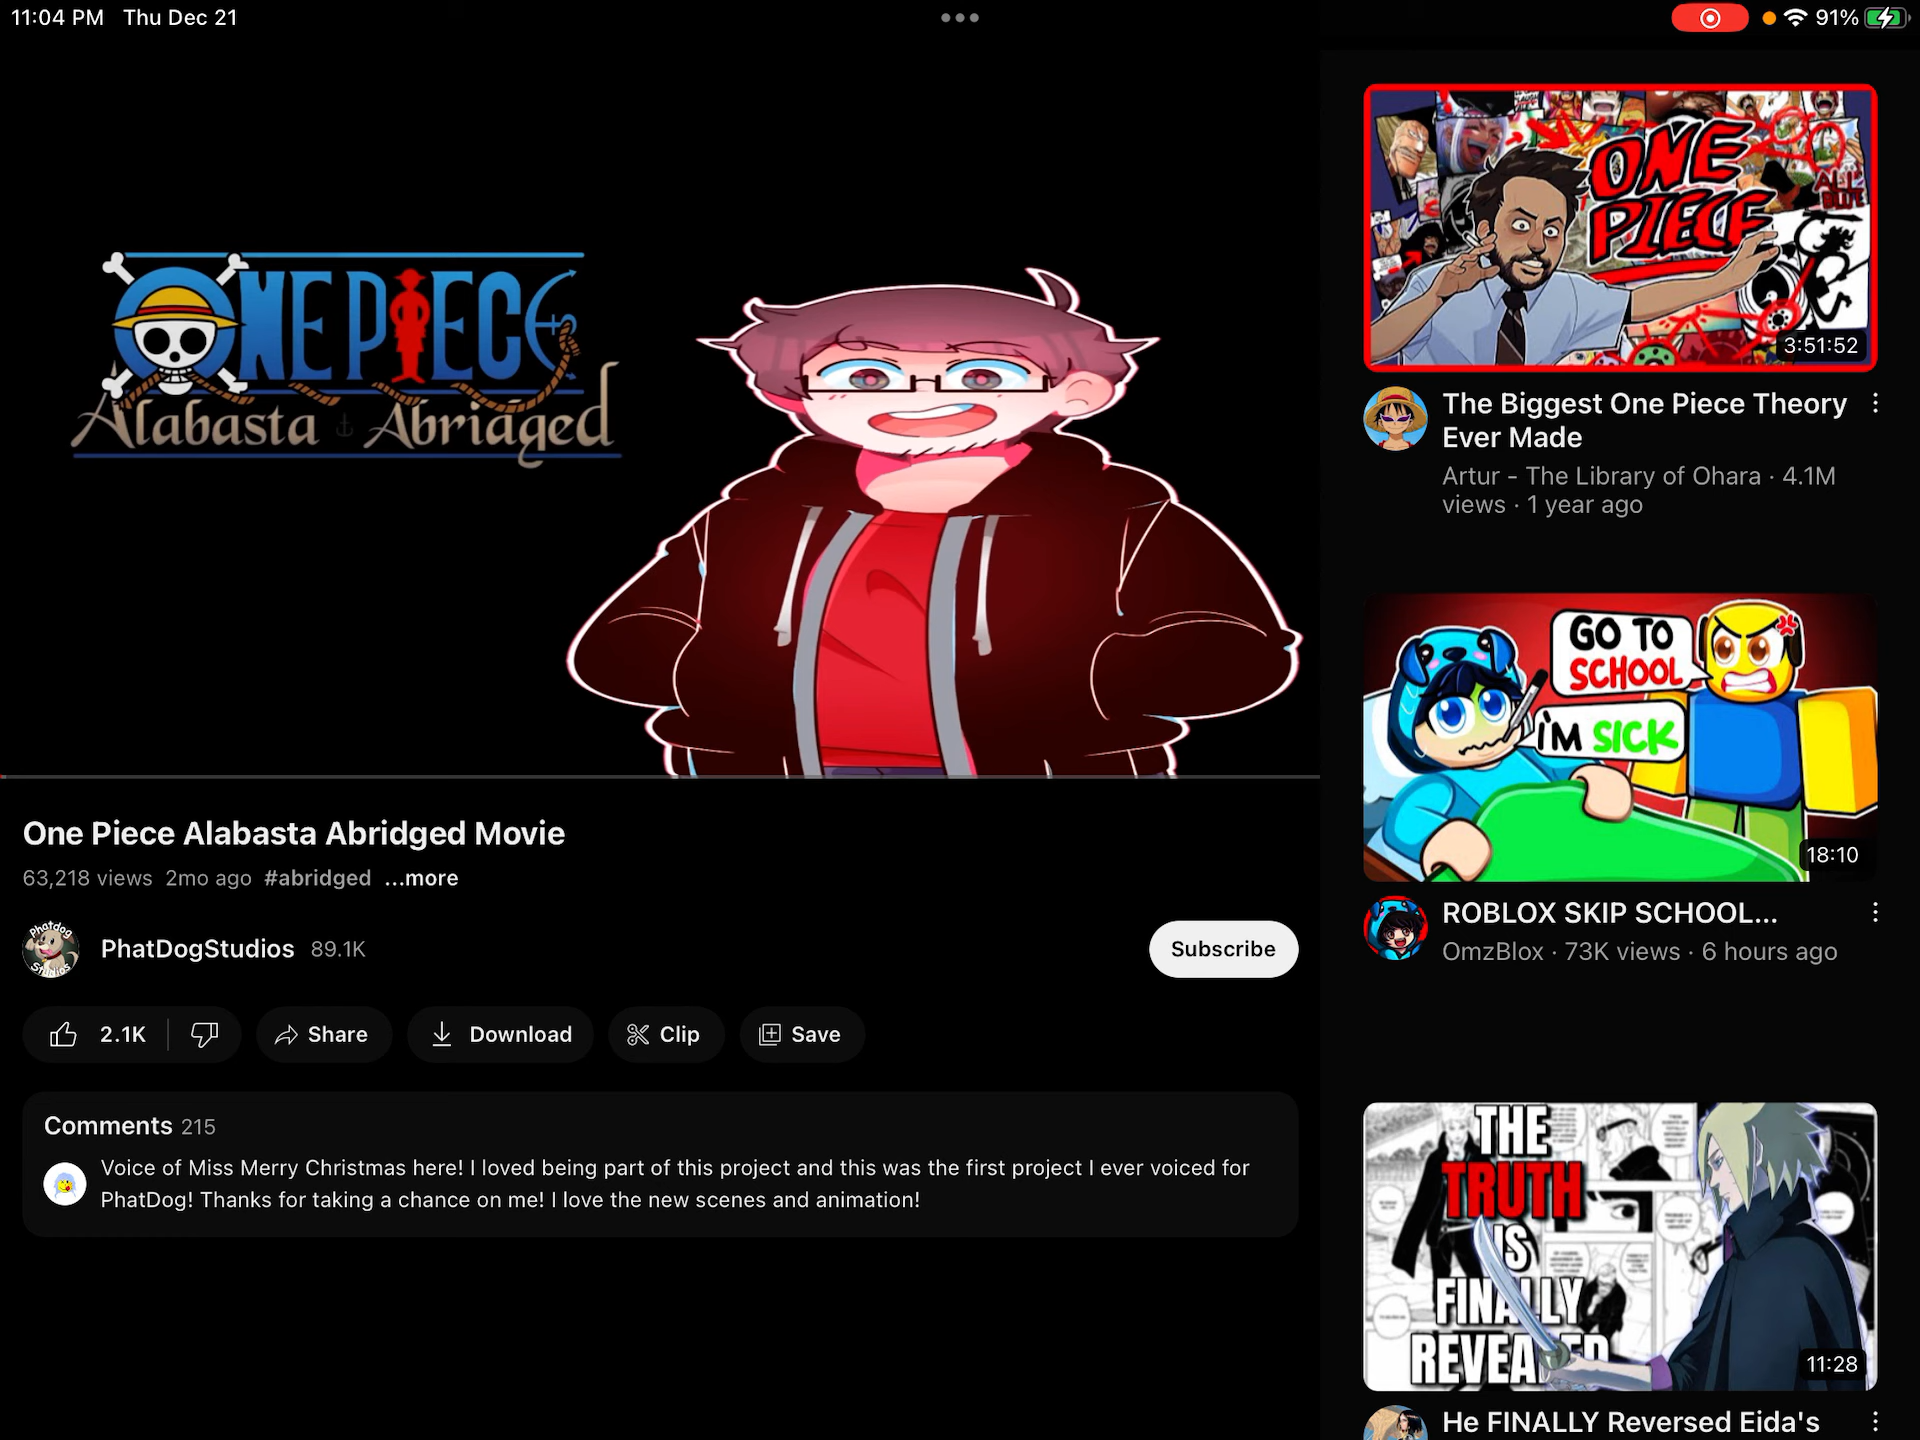 11:04 PM Thu Dec 21
91%
ONE PIECE
Alabasta Abridged
One Piece Alabasta Abridged Movie
63,218 views 2mo ago #abridged ...more
PhatDog Studios
PhatDogStudios 89.1K
Subscribe
2.1K
Share
Download
Clip
Save
Comments 215
Voice of Miss Merry Christmas here! I loved being part of this project and this was the first project I ever voiced for
PhatDog! Thanks for taking a chance on me! I love the new scenes and animation!
ONE
PIECE
ALL
BLUE
3:51:52
The Biggest One Piece Theory
Ever Made
Artur - The Library of Ohara · 4.1M
views · 1 year ago
GO TO
SCHOOL
I'M SICK
18:10
ROBLOX SKIP SCHOOL...
OmzBlox · 73K views · 6 hours ago
THE
TRUTH
IS
FINALLY
REVEALED
11:28
He FINALLY Reversed Eida's